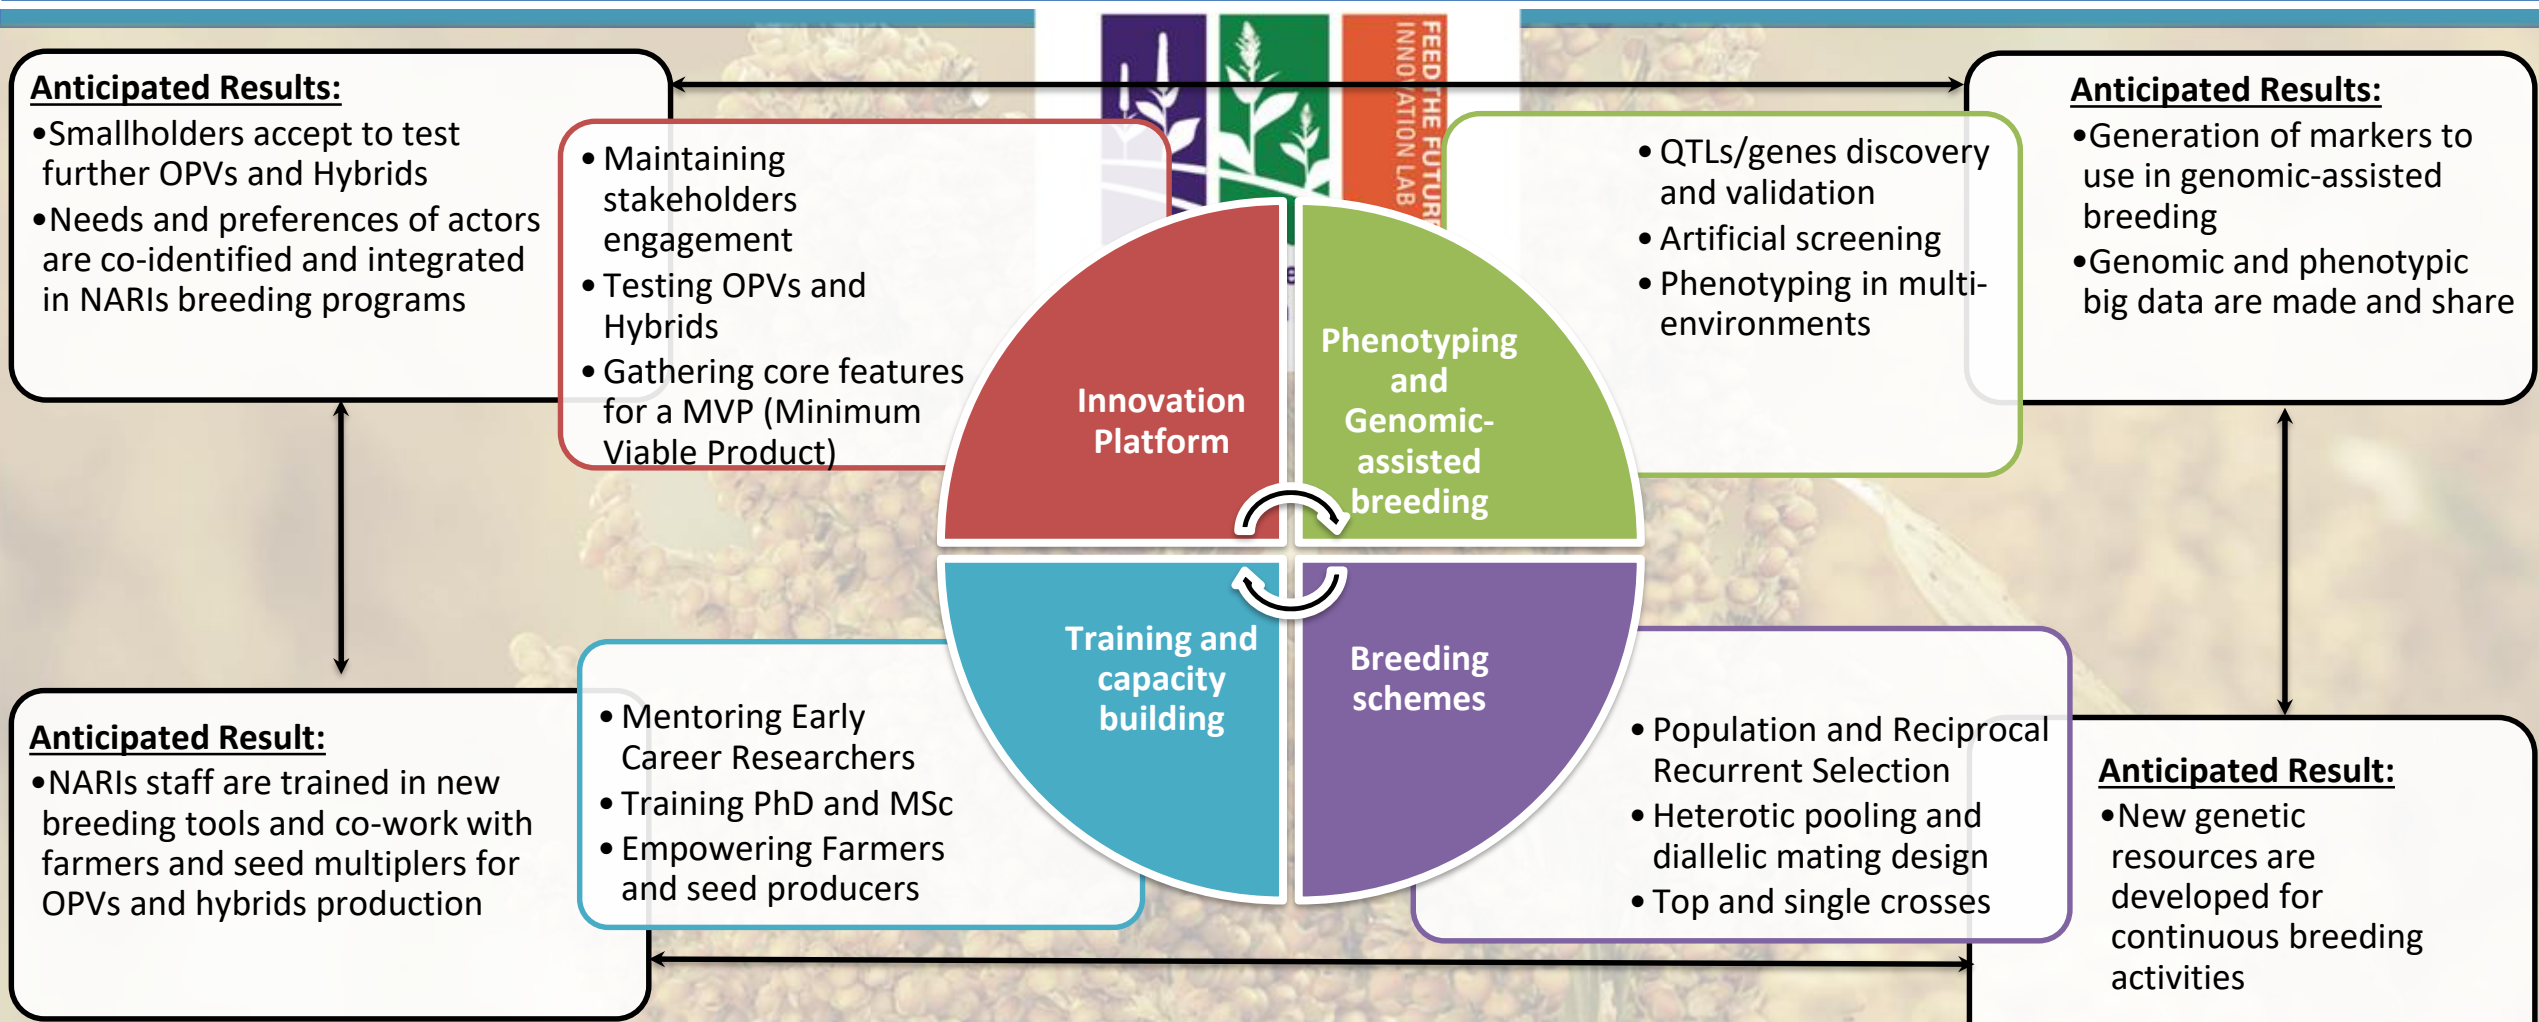 Anticipated Results:
•Smallholders accept to test
further OPVs and Hybrids
•Needs and preferences of actors
are co-identified and integrated
in NARIs breeding programs
• Maintaining
stakeholders
engagement
• Testing OPVs and
Hybrids
• Gathering core features
for a MVP (Minimum
Viable Product)
FEED THE FUTURE
INNOVATION LAB
• QTLs/genes discovery
and validation
• Artificial screening
• Phenotyping in multi-
environments
Anticipated Results:
•Generation of markers to
use in genomic-assisted
breeding
•Genomic and phenotypic
big data are made and share
Innovation
Platform
Phenotyping
and
Genomic-
assisted
breeding
Training and
capacity
building
Breeding
schemes
Anticipated Result:
•NARIs staff are trained in new
breeding tools and co-work with
farmers and seed multiplers for
OPVs and hybrids production
• Mentoring Early
Career Researchers
• Training PhD and MSc
• Empowering Farmers
and seed producers
• Population and Reciprocal
Recurrent Selection
• Heterotic pooling and
diallelic mating design
• Top and single crosses
Anticipated Result:
•New genetic
resources are
developed for
continuous breeding
activities